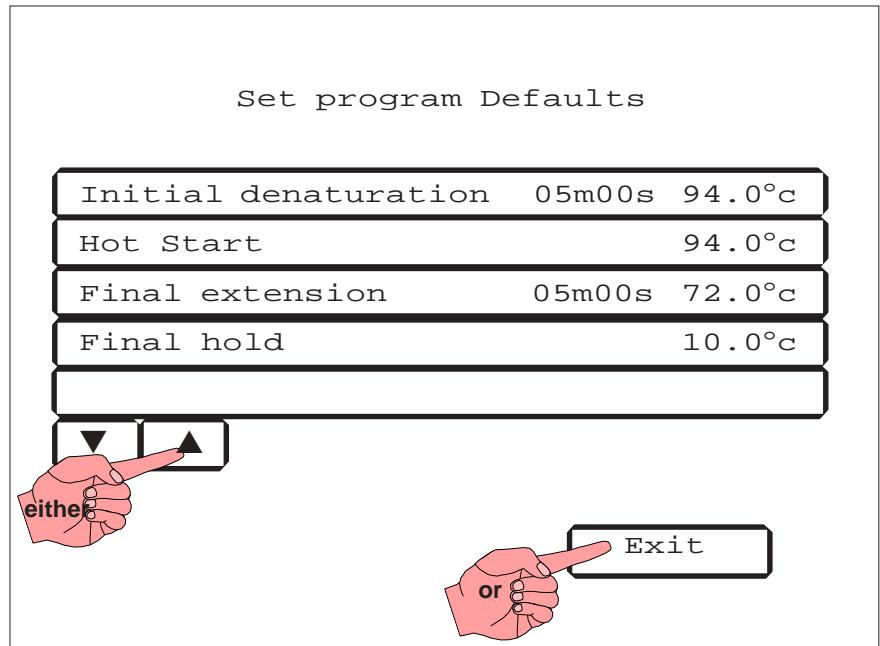 Set program Defaults
Initial denaturation 05m00s 94.0°c
Hot Start 94.0°c
Final extension 05m00s 72.0°c
Final hold 10.0°c
▼ ▲
either
Exit
or